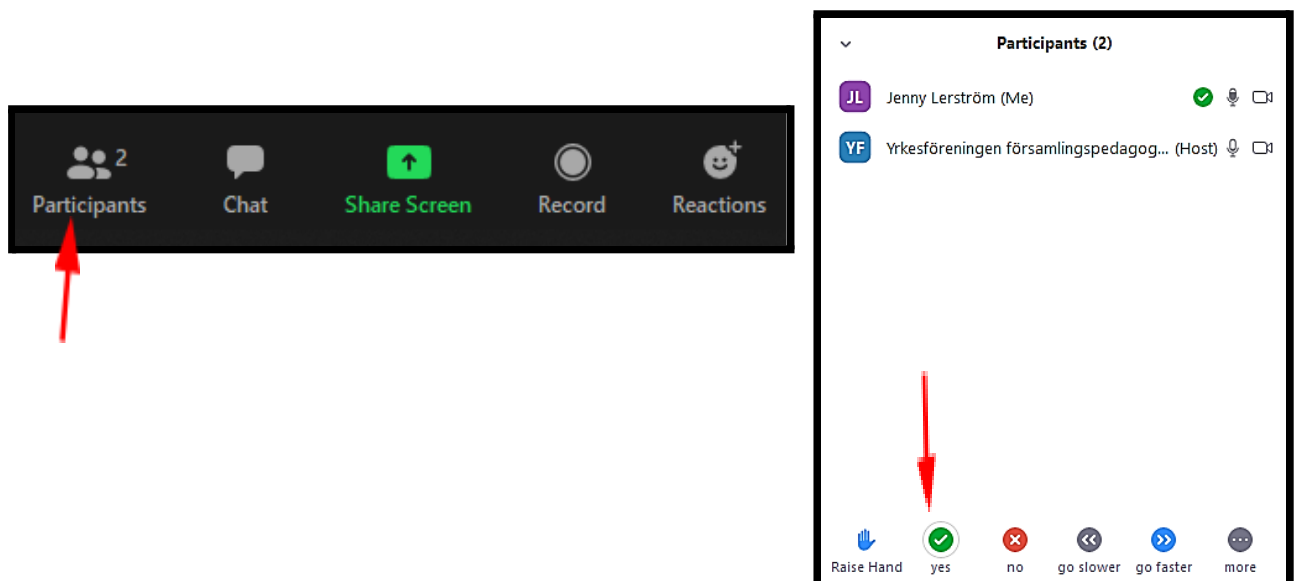 2
Participants
Chat
Share Screen
Record
Reactions
Participants (2)
JL Jenny Lerström (Me)
YF Yrkesföreningen församlingspedagog... (Host)
Raise Hand
yes
no
go slower
go faster
more